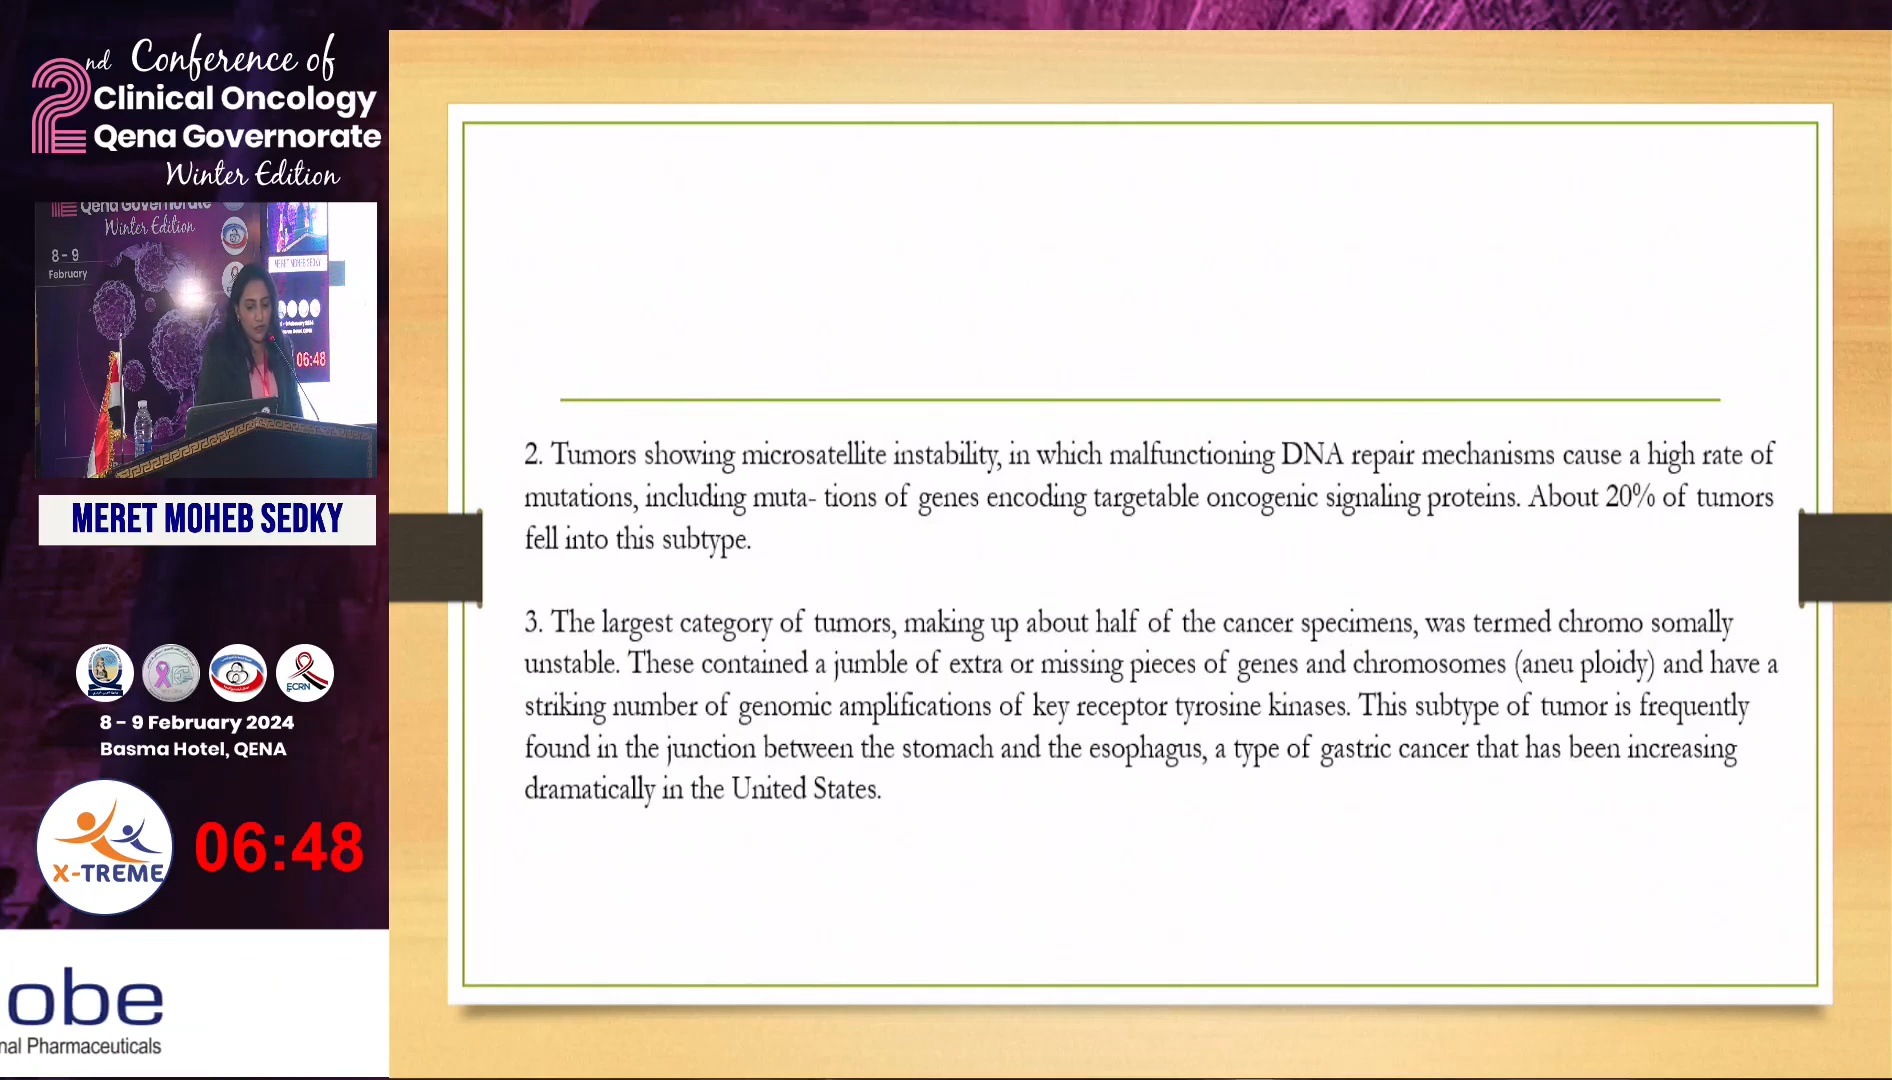 2nd Conference of
Clinical Oncology
Qena Governorate
Winter Edition
Qena Governorate
Winter Edition
8 - 9
February
MERET MOHEB SEDKY
06:48
MERET MOHEB SEDKY
ECRN
8 - 9 February 2024
Basma Hotel, QENA
X-TREME
06:48
obe
nal Pharmaceuticals
2. Tumors showing microsatellite instability, in which malfunctioning DNA repair mechanisms cause a high rate of
mutations, including muta- tions of genes encoding targetable oncogenic signaling proteins. About 20% of tumors
fell into this subtype.
3. The largest category of tumors, making up about half of the cancer specimens, was termed chromo somally
unstable. These contained a jumble of extra or missing pieces of genes and chromosomes (aneu ploidy) and have a
striking number of genomic amplifications of key receptor tyrosine kinases. This subtype of tumor is frequently
found in the junction between the stomach and the esophagus, a type of gastric cancer that has been increasing
dramatically in the United States.